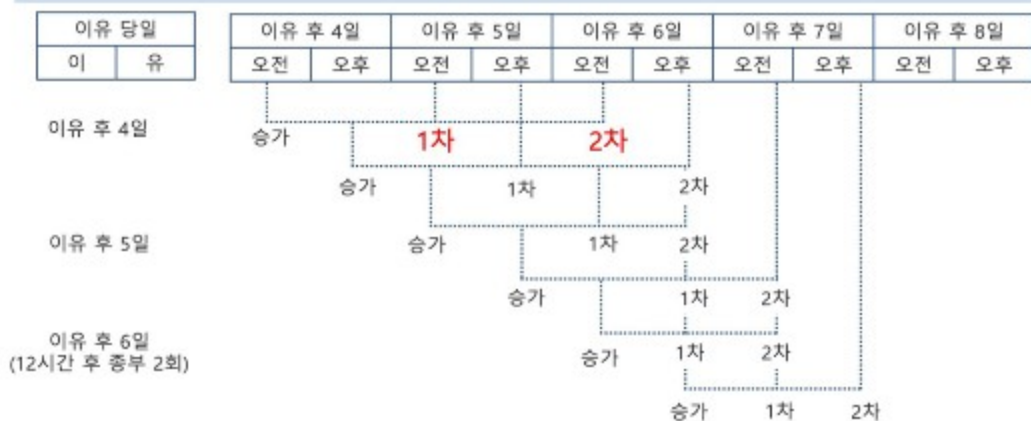 이유 당일
이 유
이유 후 4일 이유 후 5일 이유 후 6일 이유 후 7일 이유 후 8일
오전 오후 오전 오후 오전 오후 오전 오후 오전 오후
이유 후 4일
승가 1차 2차
승가 1차 2차
이유 후 5일
승가 1차 2차
승가 1차 2차
이유 후 6일
(12시간 후 종부 2회)
승가 1차 2차
승가 1차 2차